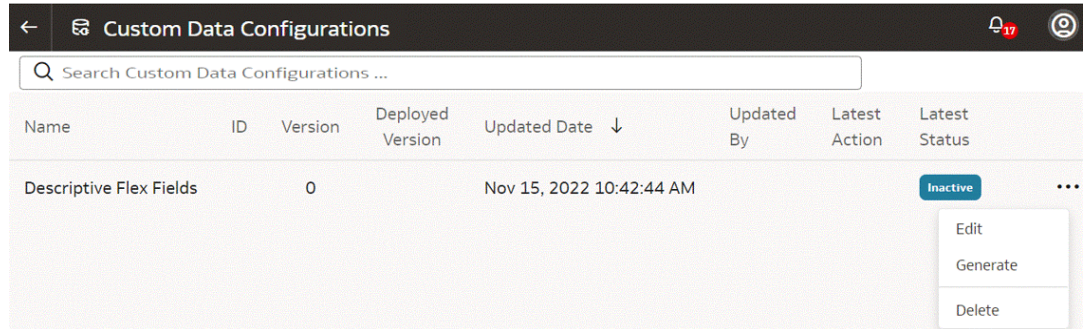 Custom Data Configurations
17
Search Custom Data Configurations ...
Name ID Version Deployed Version Updated Date Updated By Latest Action Latest Status
Descriptive Flex Fields 0 Nov 15, 2022 10:42:44 AM Inactive
Edit
Generate
Delete